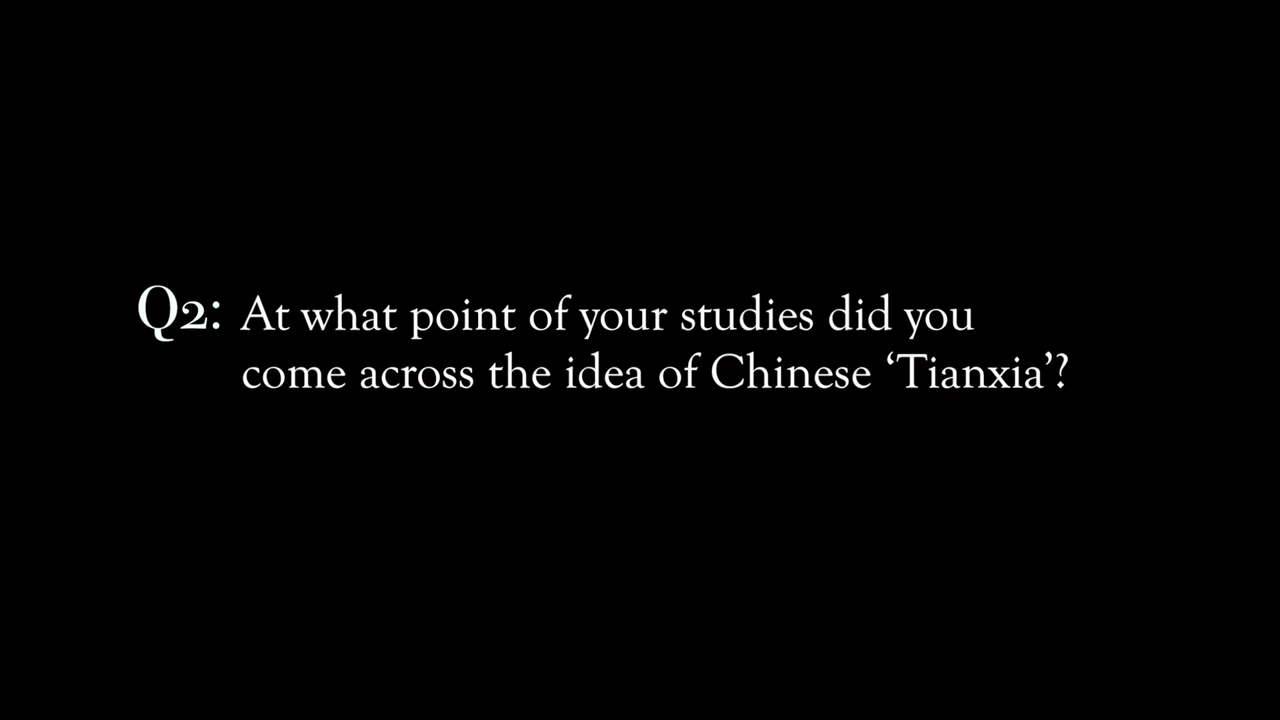 Q2: At what point of your studies did you
come across the idea of Chinese ‘Tianxia’?